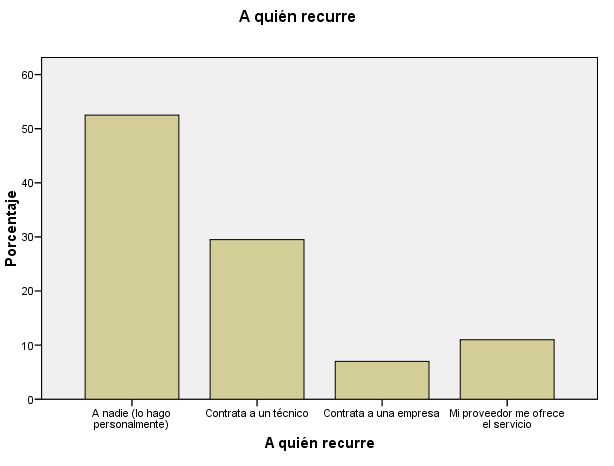 A quién recurre
Porcentaje
60
50
40
30
20
10
0
A nadie (lo hago
personalmente)
Contrata a un técnico
Contrata a una empresa
Mi proveedor me ofrece
el servicio
A quién recurre